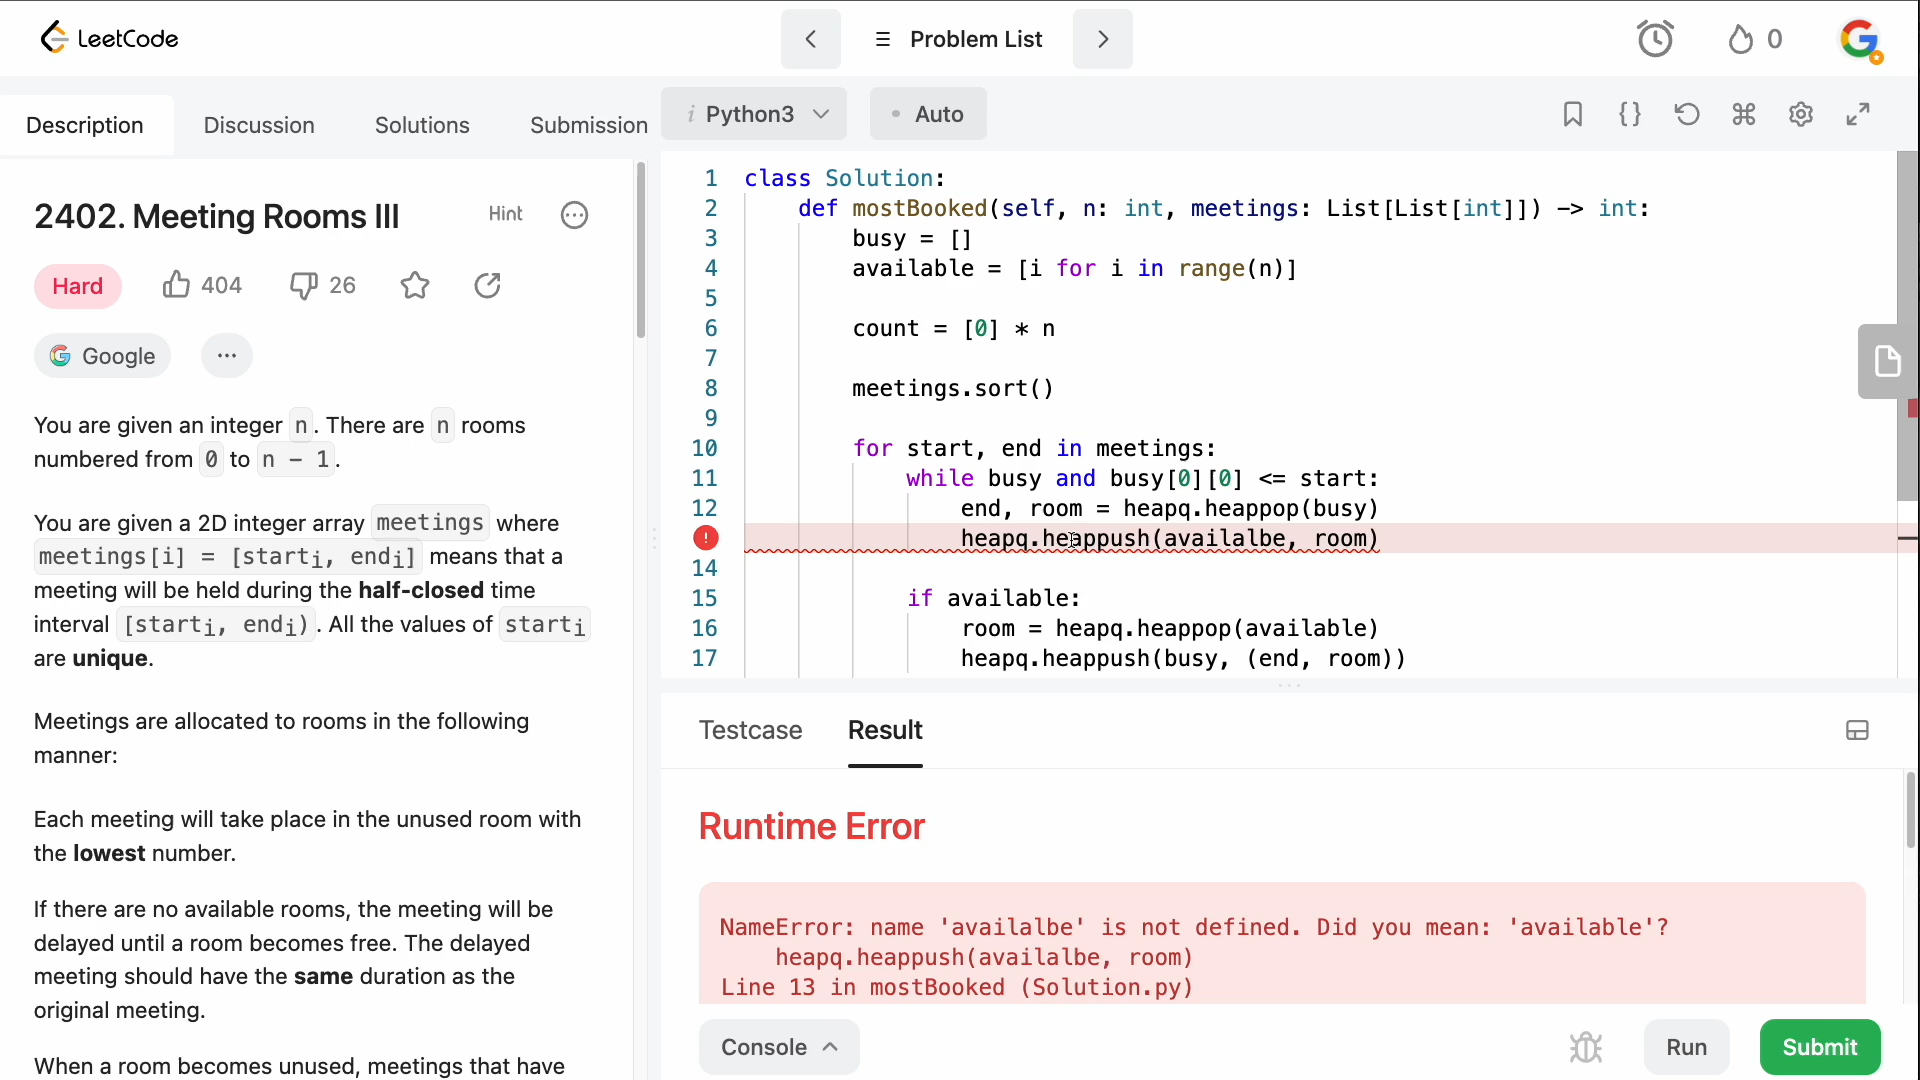 LeetCode
Problem List
0
Description
Discussion
Solutions
Submission
2402. Meeting Rooms III
Hint
Hard
404
26
Google
You are given an integer n. There are n rooms
numbered from 0 to n - 1.
You are given a 2D integer array meetings where
meetings[i] = [starti, endi] means that a
meeting will be held during the half-closed time
interval [starti, endi). All the values of starti
are unique.
Meetings are allocated to rooms in the following
manner:
Each meeting will take place in the unused room with
the lowest number.
If there are no available rooms, the meeting will be
delayed until a room becomes free. The delayed
meeting should have the same duration as the
original meeting.
When a room becomes unused, meetings that have
i Python3
Auto
1 class Solution:
2 def mostBooked(self, n: int, meetings: List[List[int]]) -> int:
3 busy = []
4 available = [i for i in range(n)]
5
6 count = [0] * n
7
8 meetings.sort()
9
10 for start, end in meetings:
11 while busy and busy[0][0] <= start:
12 end, room = heapq.heappop(busy)
heapq.heappush(availalbe, room)
14
15 if available:
16 room = heapq.heappop(available)
17 heapq.heappush(busy, (end, room))
Testcase
Result
Runtime Error
NameError: name 'availalbe' is not defined. Did you mean: 'available'?
heapq.heappush(availalbe, room)
Line 13 in mostBooked (Solution.py)
Console
Run
Submit